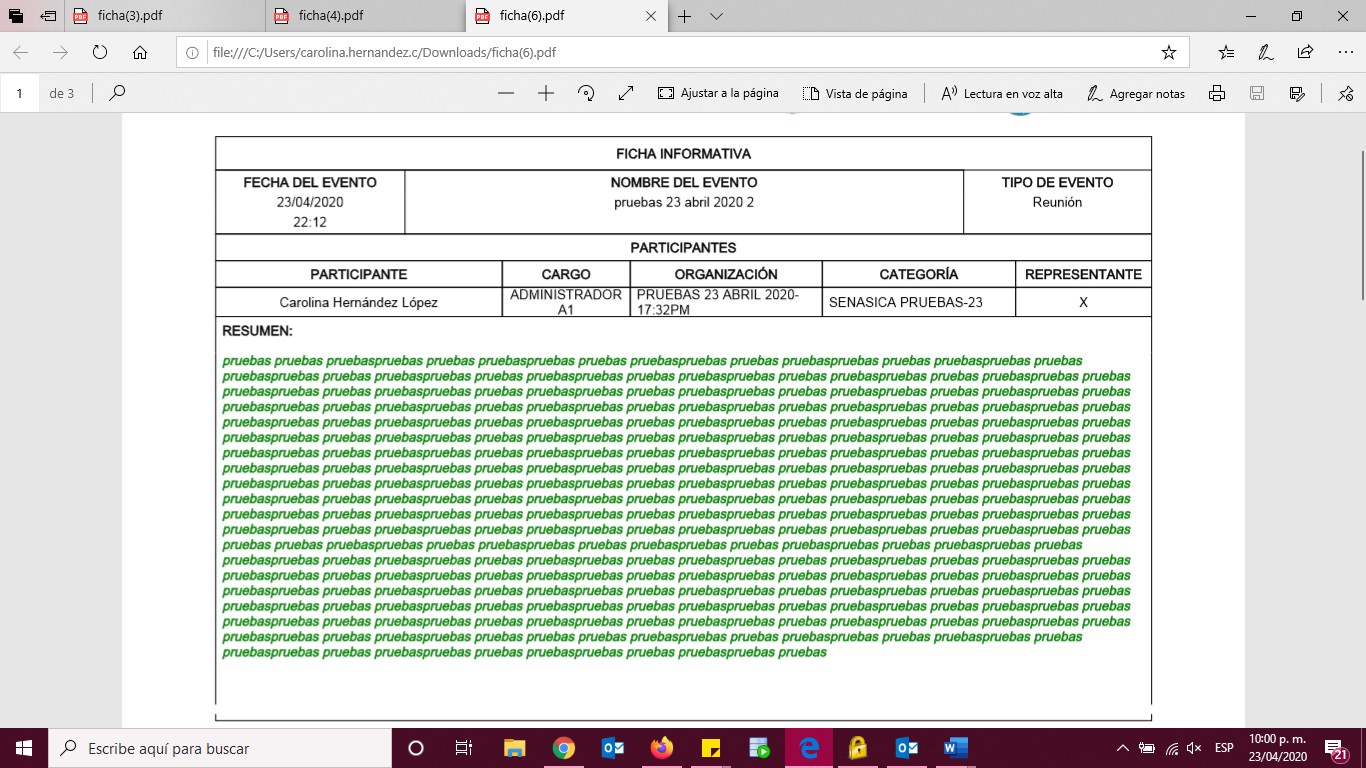 ficha(3).pdf
ficha(4).pdf
ficha(6).pdf
file:///C:/Users/carolina.hernandez.c/Downloads/ficha(6).pdf
1 de 3 Ajustar a la página Vista de página Lectura en voz alta Agregar notas
FICHA INFORMATIVA
FECHA DEL EVENTO NOMBRE DEL EVENTO TIPO DE EVENTO
23/04/2020 pruebas 23 abril 2020 2 Reunión
22:12
PARTICIPANTES
PARTICIPANTE CARGO ORGANIZACIÓN CATEGORÍA REPRESENTANTE
Carolina Hernández López ADMINISTRADOR A1 PRUEBAS 23 ABRIL 2020-17:32PM SENASICA PRUEBAS-23 X
RESUMEN:
pruebas pruebas pruebaspruebas pruebas pruebaspruebas pruebas pruebaspruebas pruebas pruebaspruebas pruebas pruebaspruebas pruebas
pruebaspruebas pruebas pruebaspruebas pruebas pruebaspruebas pruebas pruebaspruebas pruebas pruebaspruebas pruebas pruebaspruebas pruebas
pruebaspruebas pruebas pruebaspruebas pruebas pruebaspruebas pruebas pruebaspruebas pruebas pruebaspruebas pruebas pruebaspruebas pruebas
pruebaspruebas pruebas pruebaspruebas pruebas pruebaspruebas pruebas pruebaspruebas pruebas pruebaspruebas pruebas pruebaspruebas pruebas
pruebaspruebas pruebas pruebaspruebas pruebas pruebaspruebas pruebas pruebaspruebas pruebas pruebaspruebas pruebas pruebaspruebas pruebas
pruebaspruebas pruebas pruebaspruebas pruebas pruebaspruebas pruebas pruebaspruebas pruebas pruebaspruebas pruebas pruebaspruebas pruebas
pruebaspruebas pruebas pruebaspruebas pruebas pruebaspruebas pruebas pruebaspruebas pruebas pruebaspruebas pruebas pruebaspruebas pruebas
pruebaspruebas pruebas pruebaspruebas pruebas pruebaspruebas pruebas pruebaspruebas pruebas pruebaspruebas pruebas pruebaspruebas pruebas
pruebaspruebas pruebas pruebaspruebas pruebas pruebaspruebas pruebas pruebaspruebas pruebas pruebaspruebas pruebas pruebaspruebas pruebas
pruebaspruebas pruebas pruebaspruebas pruebas pruebaspruebas pruebas pruebaspruebas pruebas pruebaspruebas pruebas pruebaspruebas pruebas
pruebaspruebas pruebas pruebaspruebas pruebas pruebaspruebas pruebas pruebaspruebas pruebas pruebaspruebas pruebas pruebaspruebas pruebas
pruebaspruebas pruebas pruebaspruebas pruebas pruebaspruebas pruebas pruebaspruebas pruebas pruebaspruebas pruebas pruebaspruebas pruebas
pruebas pruebas pruebaspruebas pruebas pruebaspruebas pruebas pruebaspruebas pruebas pruebaspruebas pruebas pruebaspruebas pruebas
pruebaspruebas pruebas pruebaspruebas pruebas pruebaspruebas pruebas pruebaspruebas pruebas pruebaspruebas pruebas pruebaspruebas pruebas
pruebaspruebas pruebas pruebaspruebas pruebas pruebaspruebas pruebas pruebaspruebas pruebas pruebaspruebas pruebas pruebaspruebas pruebas
pruebaspruebas pruebas pruebaspruebas pruebas pruebaspruebas pruebas pruebaspruebas pruebas pruebaspruebas pruebas pruebaspruebas pruebas
pruebaspruebas pruebas pruebaspruebas pruebas pruebaspruebas pruebas pruebaspruebas pruebas pruebaspruebas pruebas pruebaspruebas pruebas
pruebaspruebas pruebas pruebaspruebas pruebas pruebaspruebas pruebas pruebaspruebas pruebas pruebaspruebas pruebas pruebaspruebas pruebas
pruebaspruebas pruebas pruebaspruebas pruebas pruebas pruebas pruebaspruebas pruebas pruebaspruebas pruebas pruebaspruebas pruebas
pruebaspruebas pruebas pruebaspruebas pruebas pruebaspruebas pruebas pruebaspruebas pruebas
Escribe aquí para buscar
ESP
10:00 p. m.
23/04/2020
21